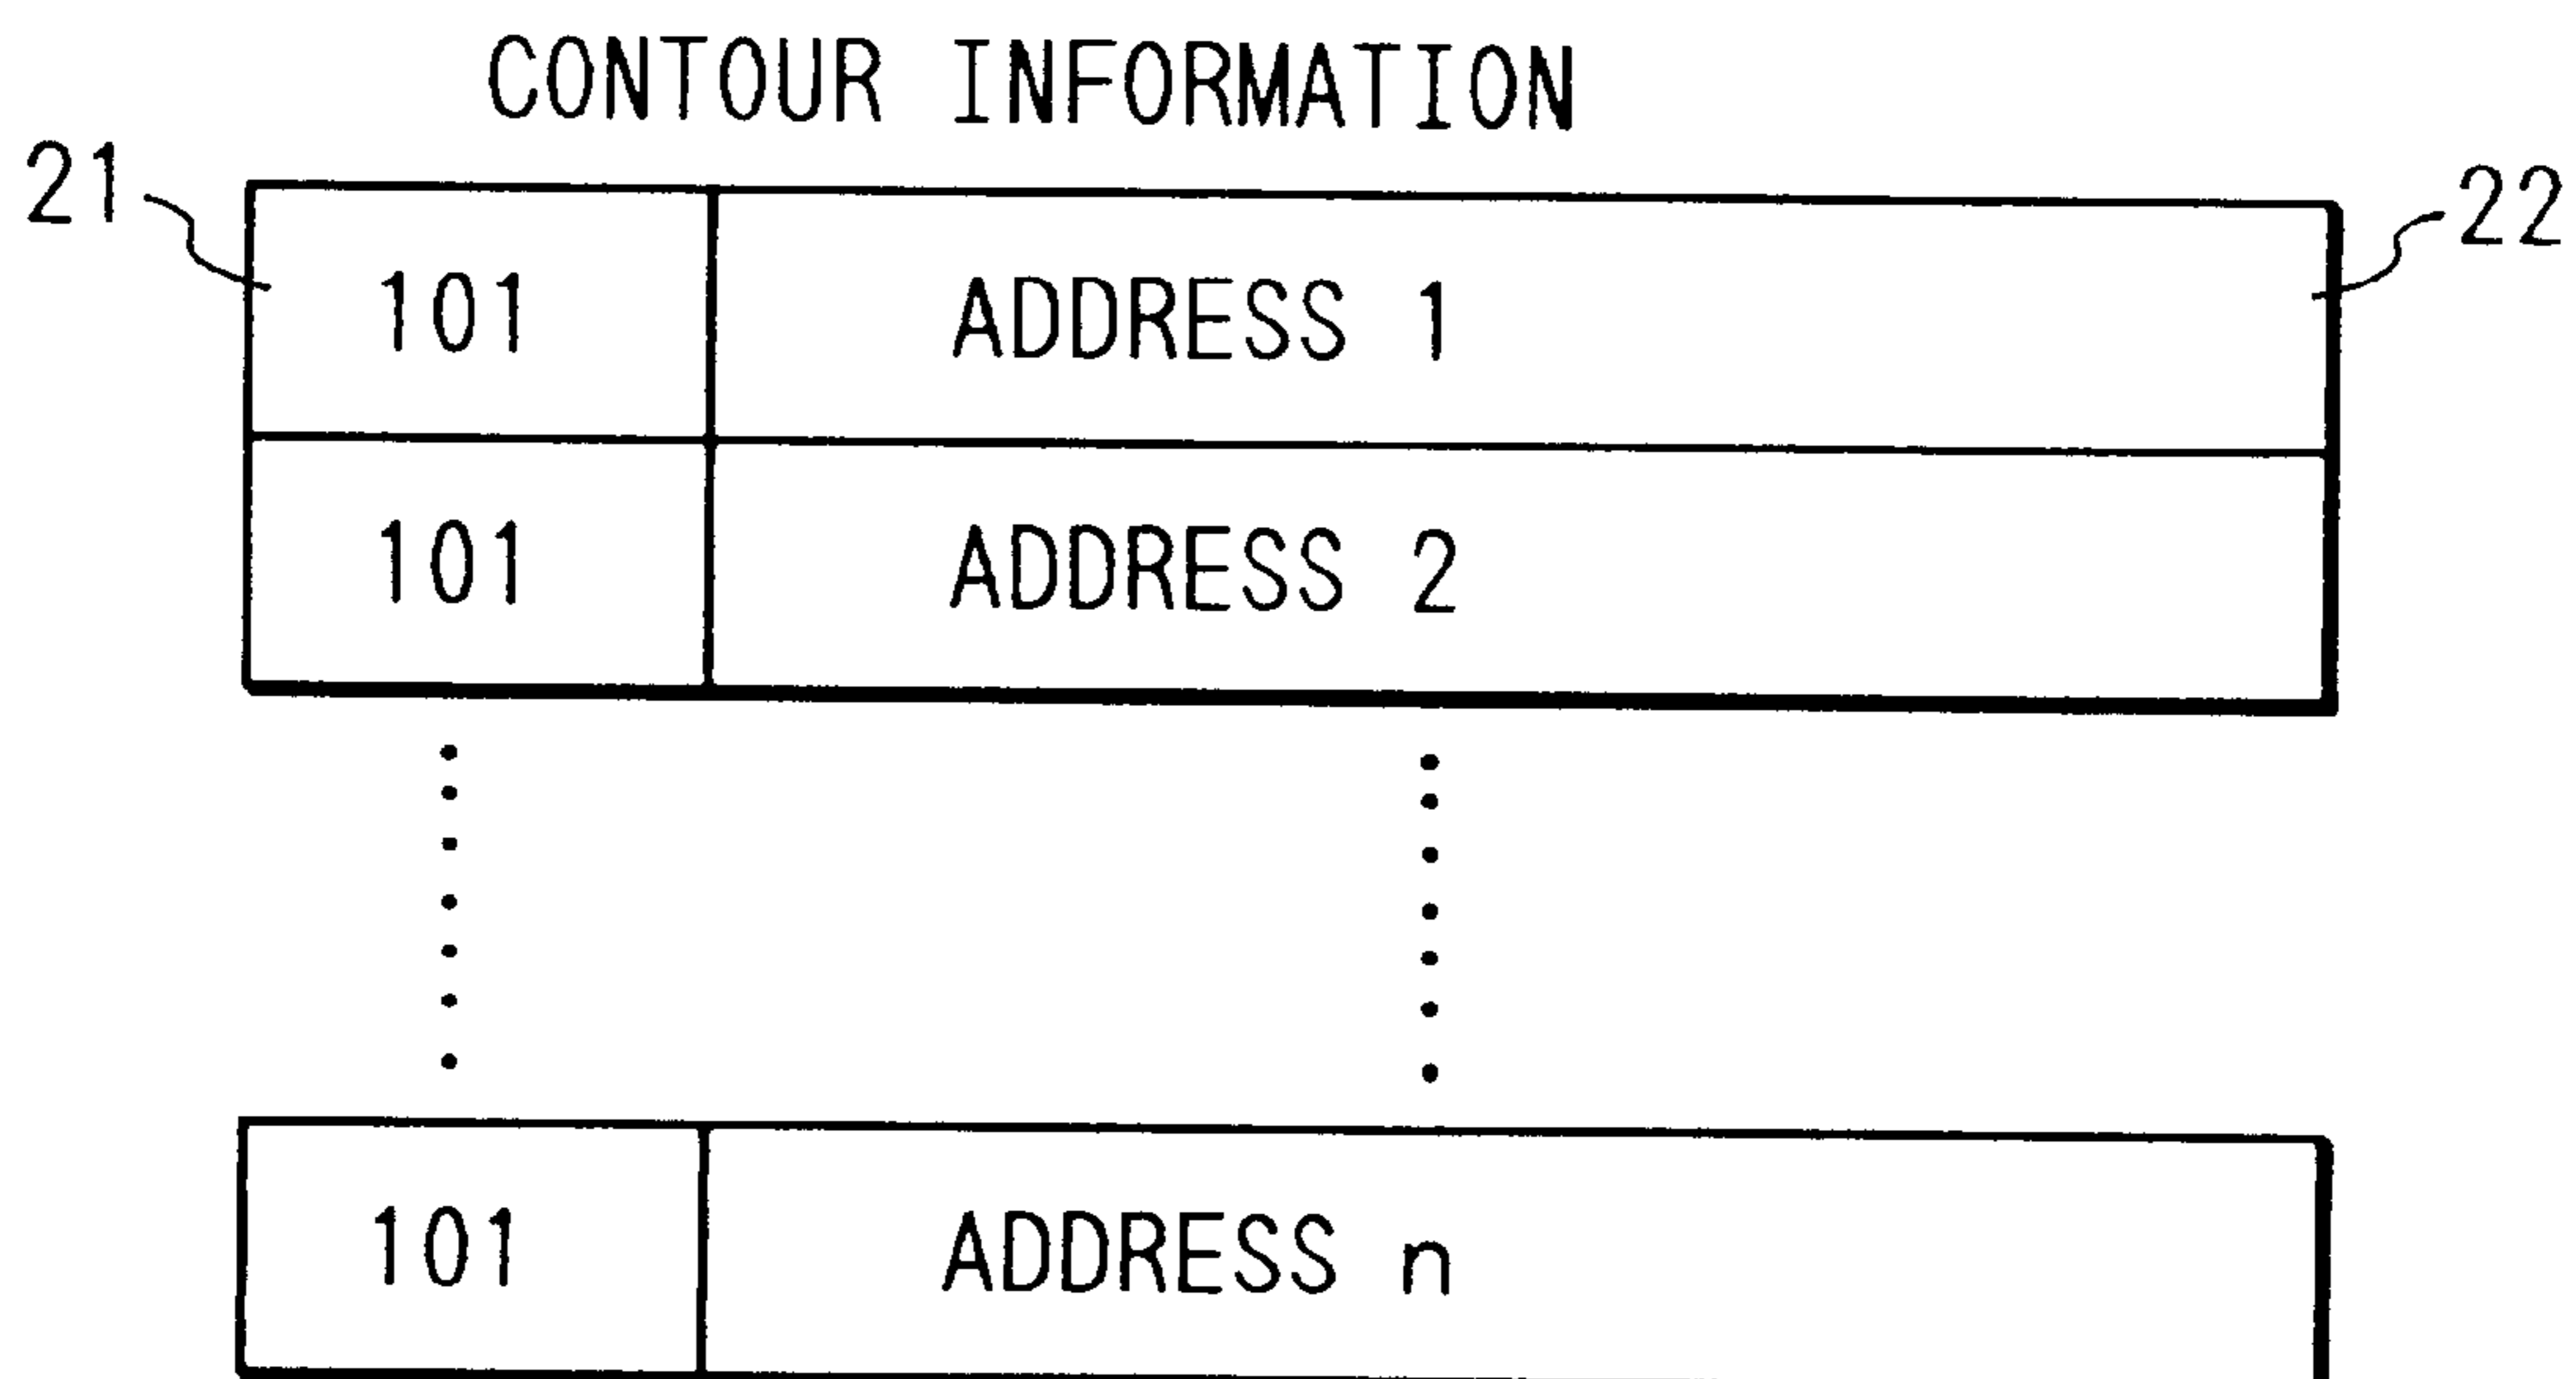 CONTOUR INFORMATION
21
22
101 ADDRESS 1
101 ADDRESS 2
101 ADDRESS n